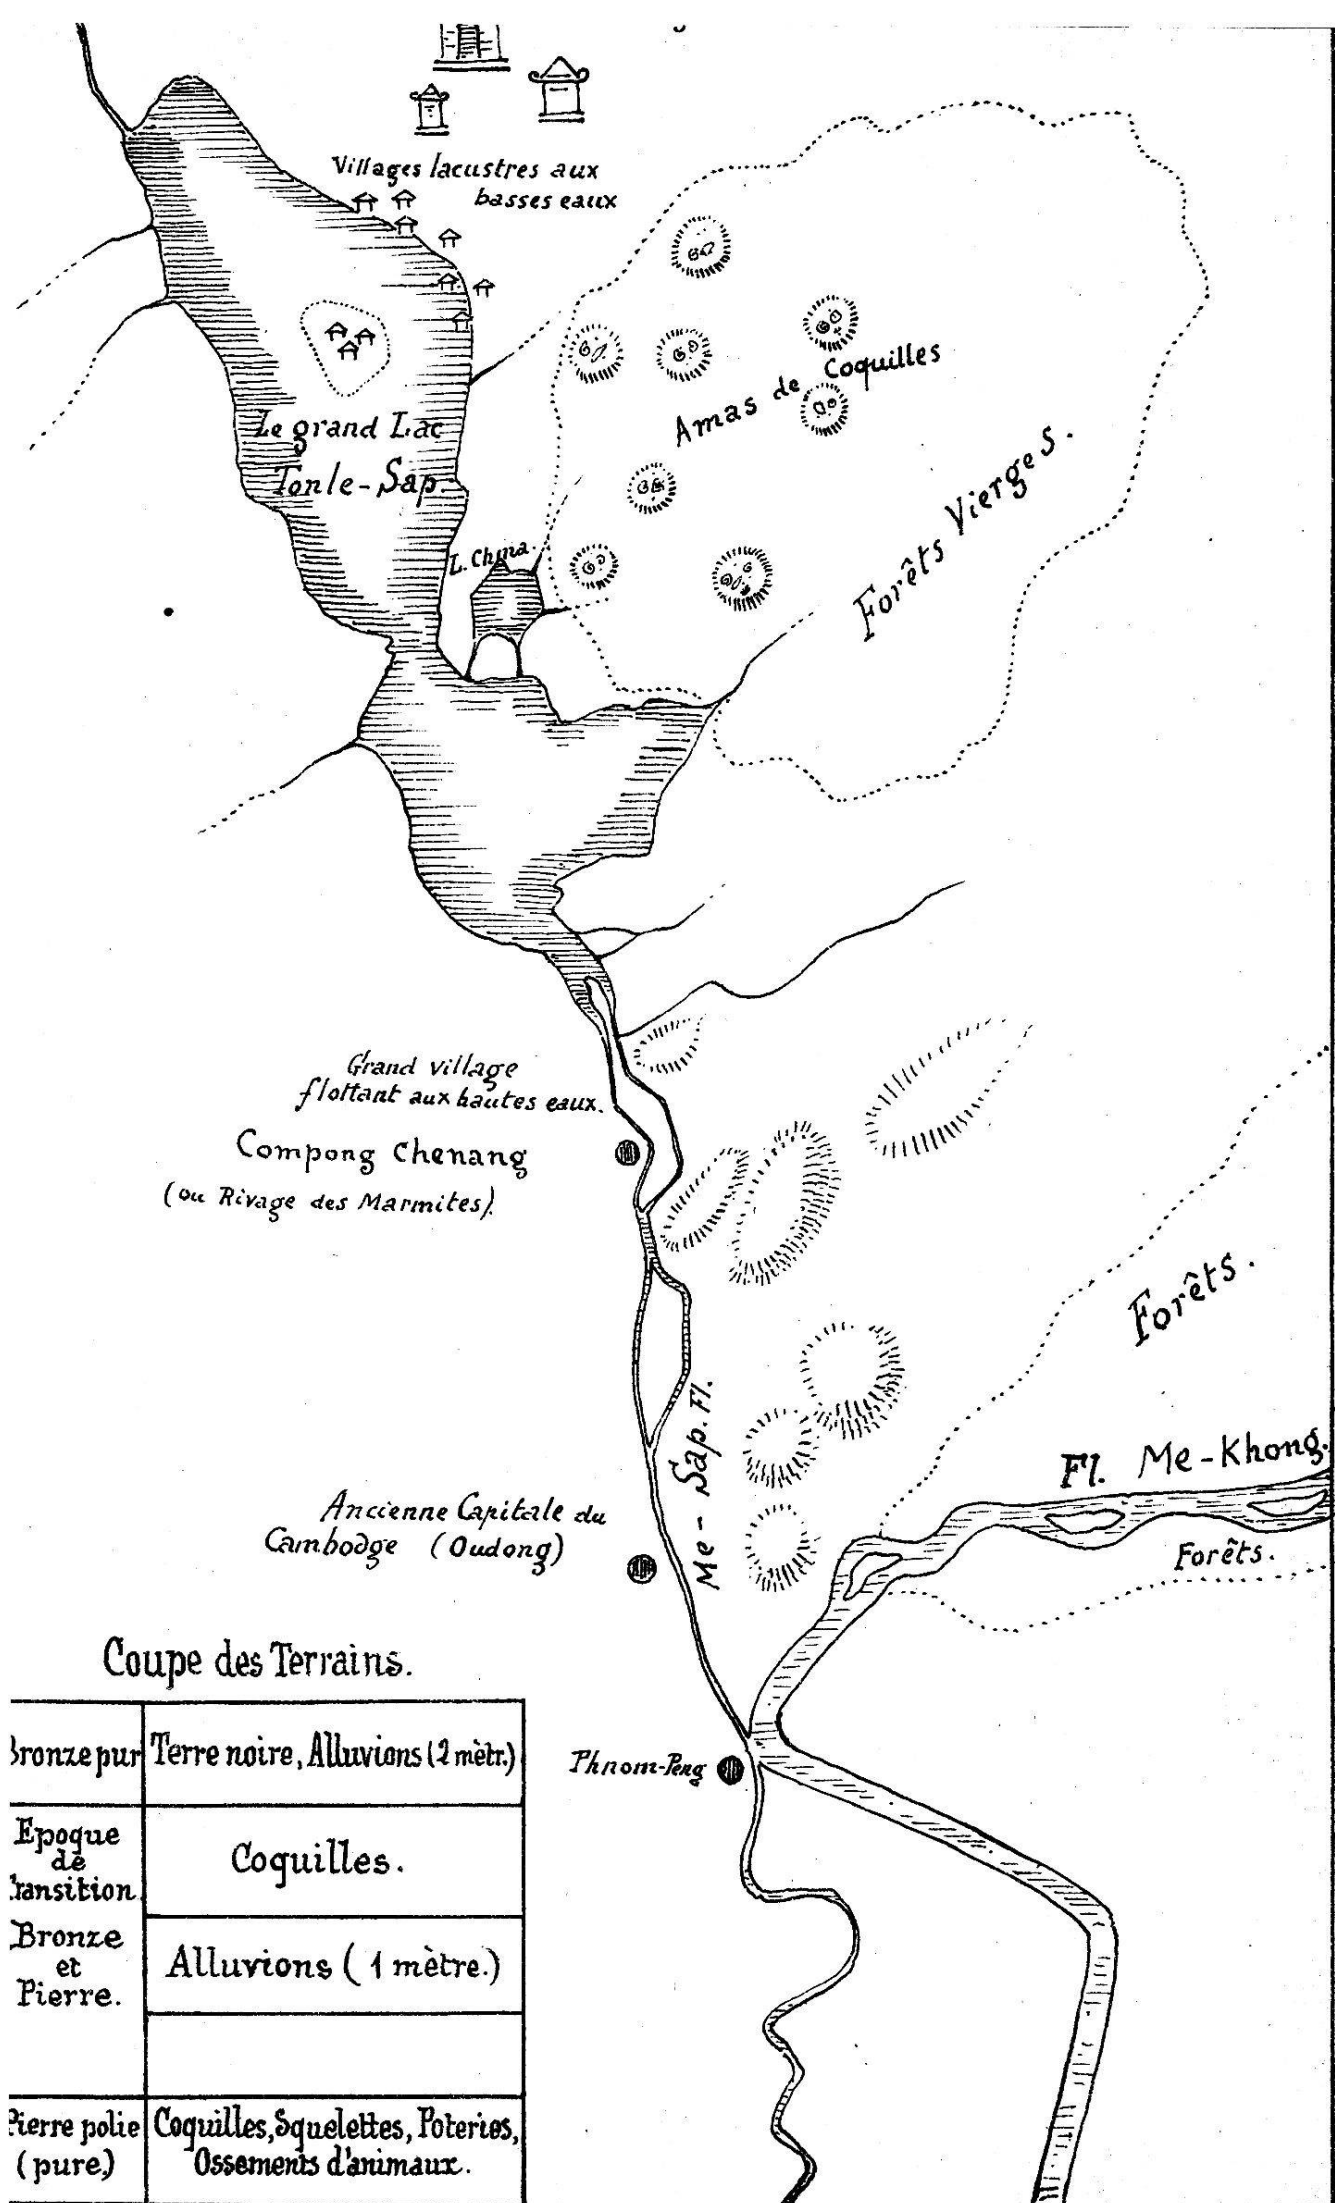 Villages lacustres aux
basses eaux
Amas de Coquilles
Le grand Lac
Tonle-Sap
Forêts Vierges.
L. Chma.
Grand village
flottant aux hautes eaux.
Compong Chenang
(ou Rivage des Marmites).
Forêts.
Me-Sap. Fl.
Fl. Me-Khong.
Ancienne Capitale du
Cambodge (Oudong)
Forêts.
Coupe des Terrains.
Bronze pur
Terre noire, Alluvions (2 mètr.)
Phnom-Peng
Epoque
de
transition
Coquilles.
Bronze
et
Pierre.
Alluvions (1 mètre.)
Pierre polie
(pure)
Coquilles, Squelettes, Poteries,
Ossements d'animaux.